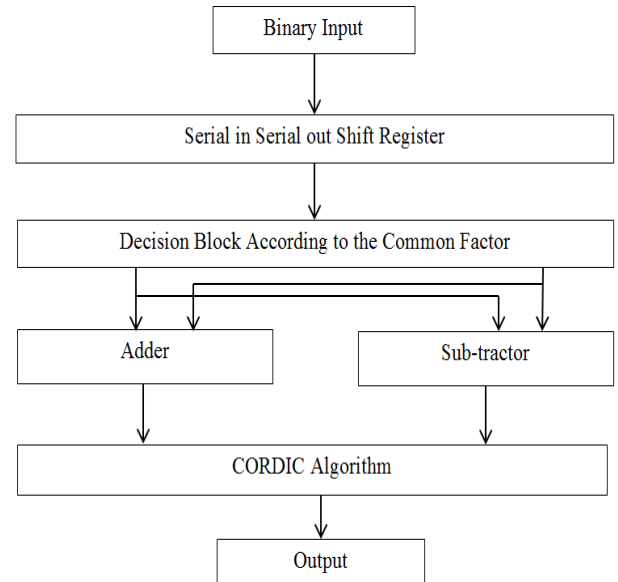 Binary Input
Serial in Serial out Shift Register
Decision Block According to the Common Factor
Adder
Sub-tractor
CORDIC Algorithm
Output